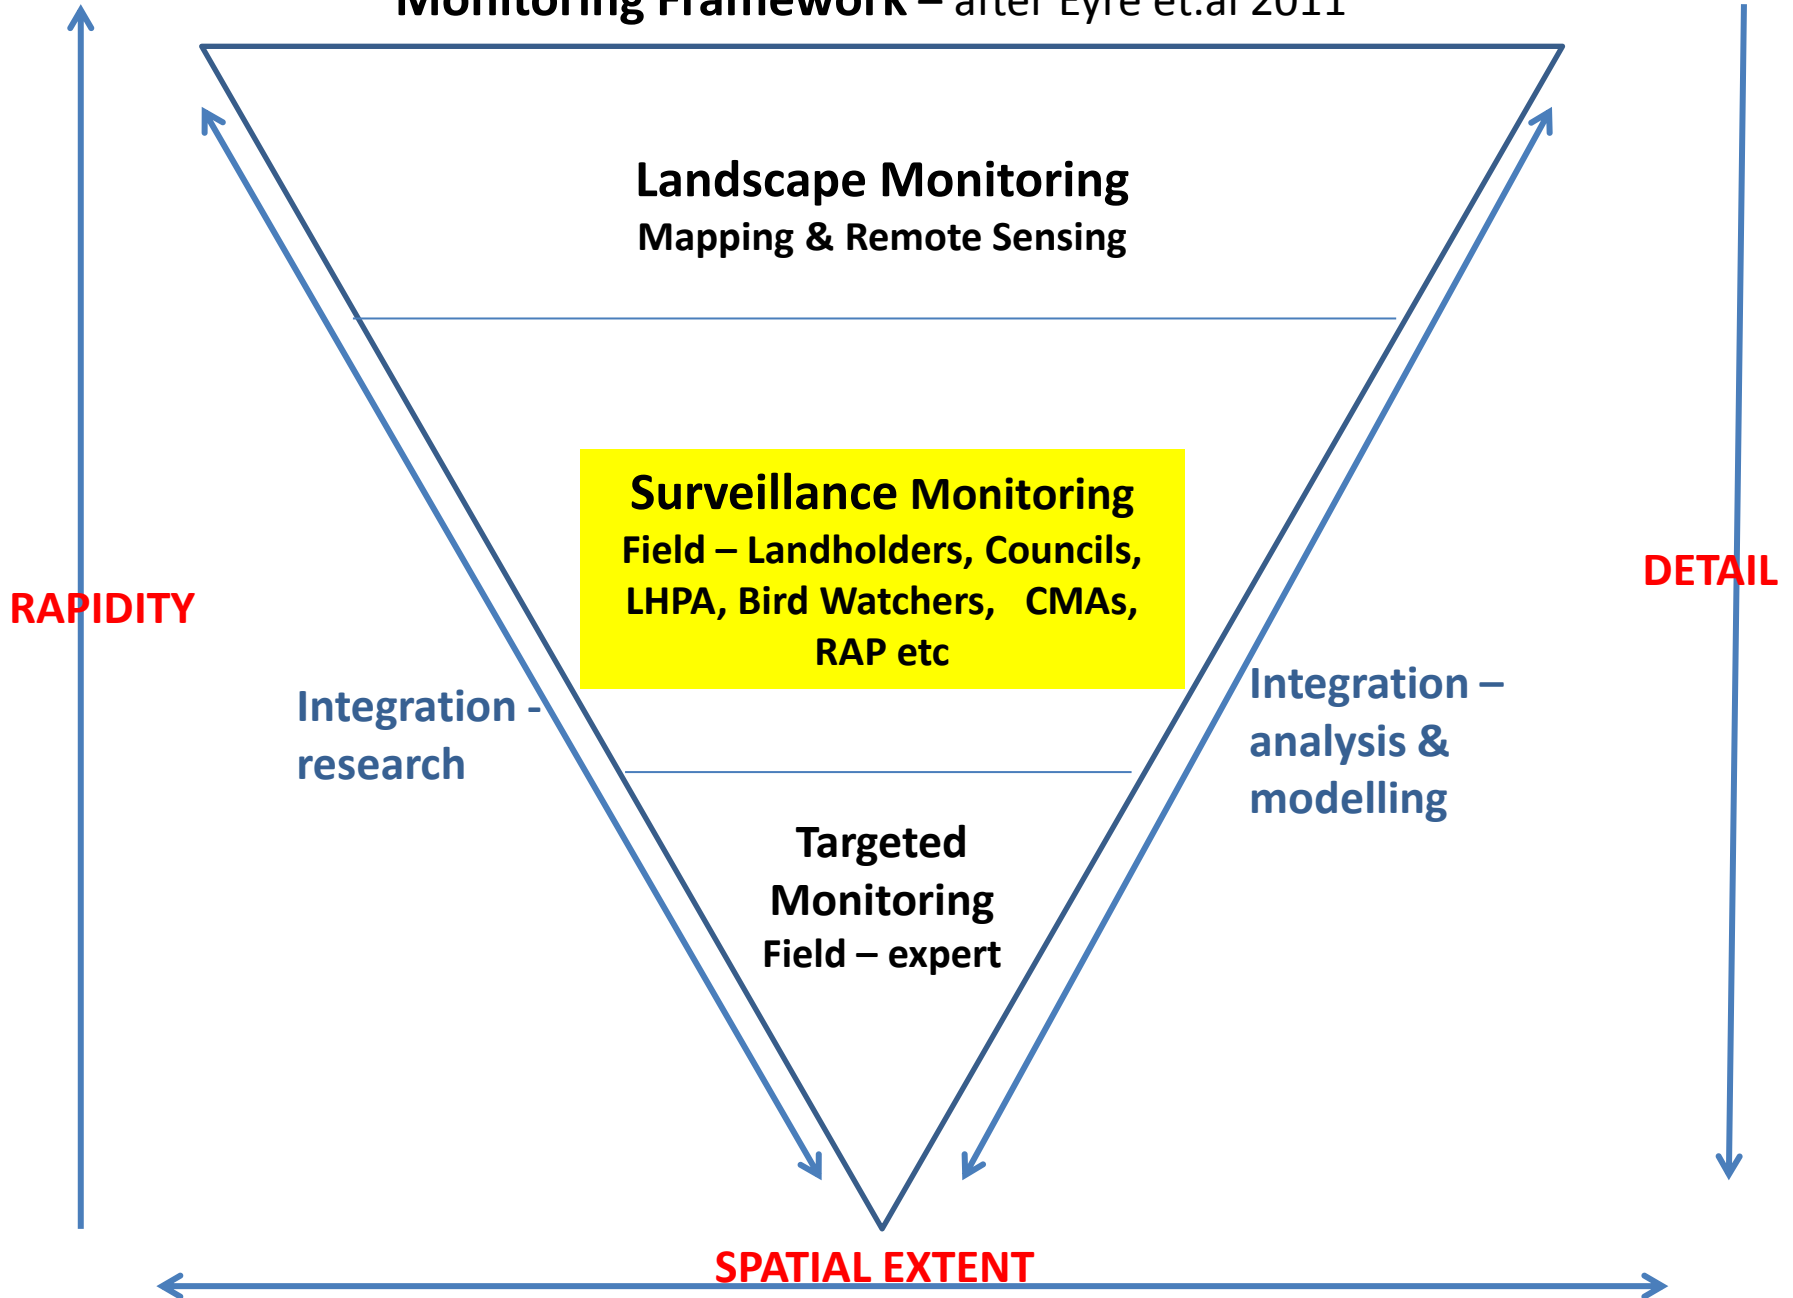 Monitoring Framework – after Eyre et.al 2011
Landscape Monitoring
Mapping & Remote Sensing
Surveillance Monitoring
Field – Landholders, Councils,
LHPA, Bird Watchers, CMAs,
RAP etc
DETAIL
RAPIDITY
Integration -
research
Integration –
analysis &
modelling
Targeted
Monitoring
Field – expert
SPATIAL EXTENT